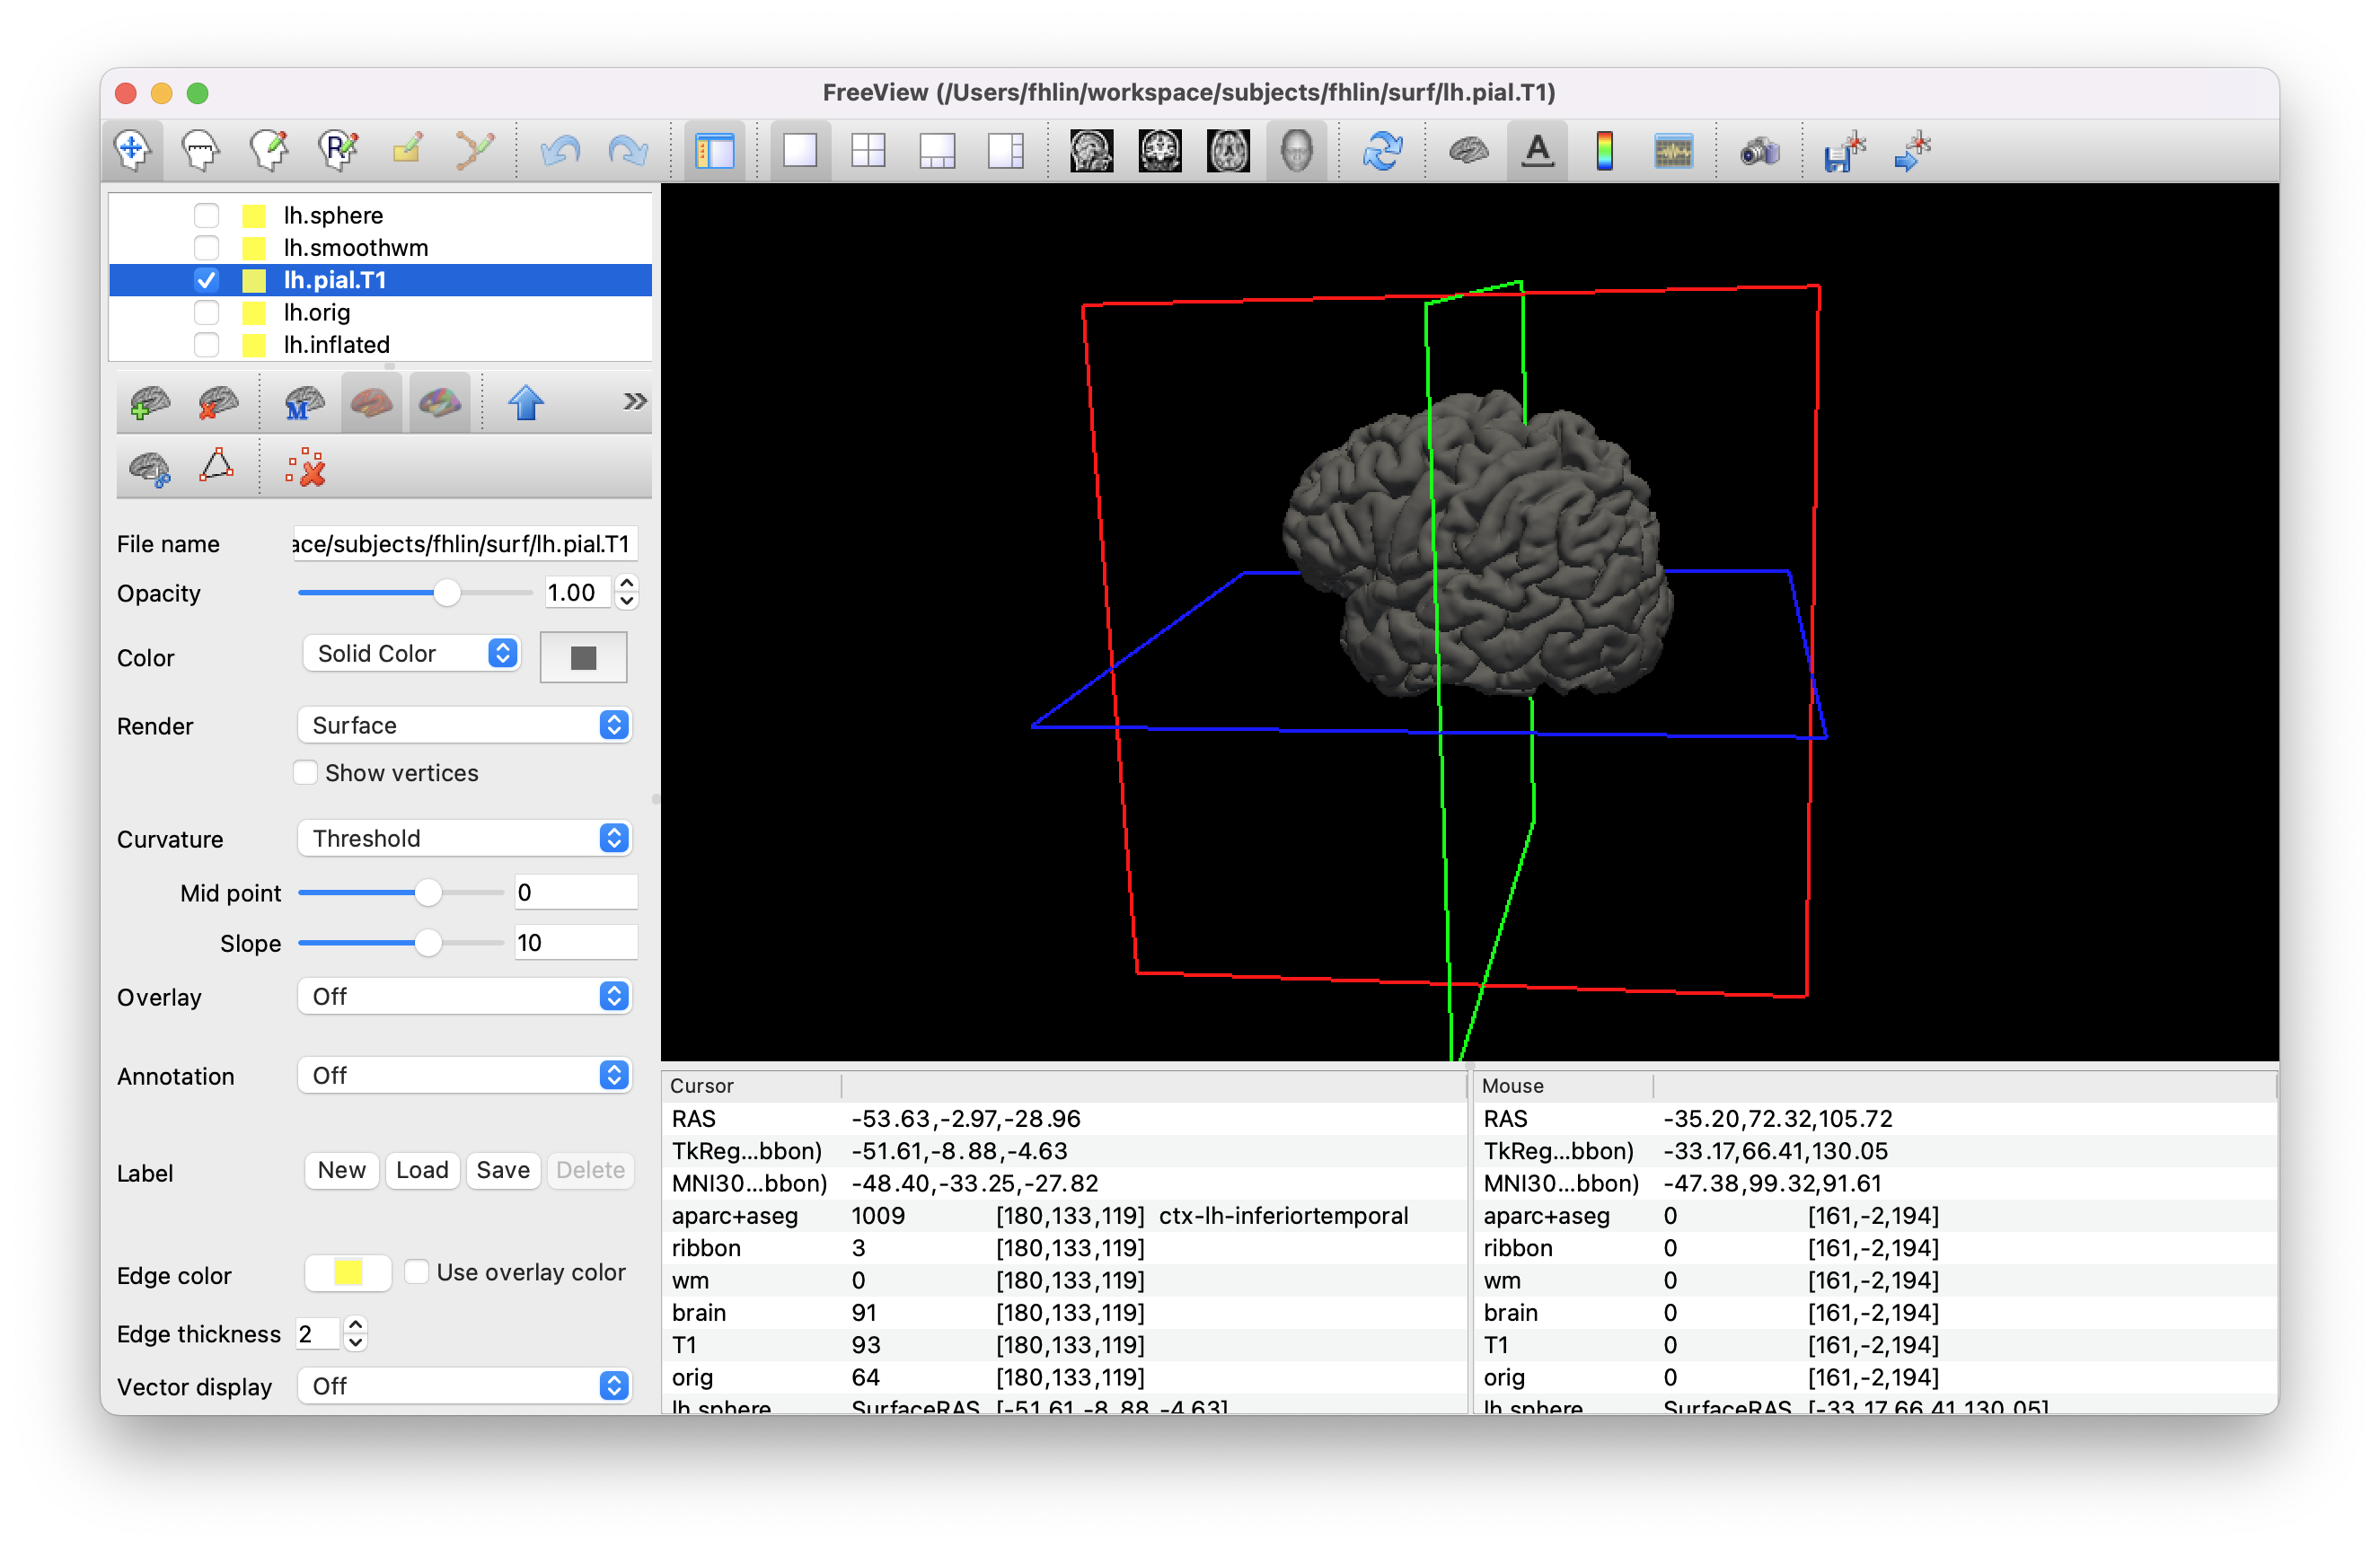 FreeView (/Users/fhlin/workspace/subjects/fhlin/surf/lh.pial.T1)
R
A
lh.sphere
lh.smoothwm
lh.pial.T1
lh.orig
lh.inflated
M
»
File name ace/subjects/fhlin/surf/lh.pial.T1
Opacity 1.00
Color Solid Color
Render Surface
Show vertices
Curvature Threshold
Mid point 0
Slope 10
Overlay Off
Annotation Off
Label New Load Save Delete
Edge color Use overlay color
Edge thickness 2
Vector display Off
Cursor
RAS -53.63,-2.97,-28.96
TkReg...bbon) -51.61,-8.88,-4.63
MNI30...bbon) -48.40,-33.25,-27.82
aparc+aseg 1009 [180,133,119] ctx-lh-inferiortemporal
ribbon 3 [180,133,119]
wm 0 [180,133,119]
brain 91 [180,133,119]
T1 93 [180,133,119]
orig 64 [180,133,119]
lh.sphere SurfaceRAS [-51.61,-8.88,-4.63]
Mouse
RAS -35.20,72.32,105.72
TkReg...bbon) -33.17,66.41,130.05
MNI30...bbon) -47.38,99.32,91.61
aparc+aseg 0 [161,-2,194]
ribbon 0 [161,-2,194]
wm 0 [161,-2,194]
brain 0 [161,-2,194]
T1 0 [161,-2,194]
orig 0 [161,-2,194]
lh.sphere SurfaceRAS [-33.17,66.41,130.05]